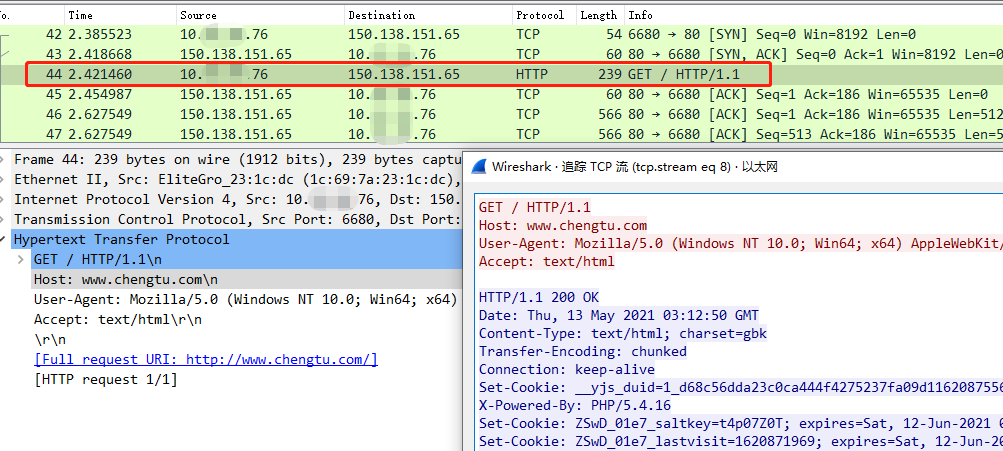 No. Time Source Destination Protocol Length Info
42 2.385523 10. .76 150.138.151.65 TCP 54 6680 → 80 [SYN] Seq=0 Win=8192 Len=0
43 2.418668 150.138.151.65 10. .76 TCP 60 80 → 6680 [SYN, ACK] Seq=0 Ack=1 Win=8192 Len=0
44 2.421460 10. .76 150.138.151.65 HTTP 239 GET / HTTP/1.1
45 2.454987 150.138.151.65 10. .76 TCP 60 80 → 6680 [ACK] Seq=1 Ack=186 Win=65535 Len=0
46 2.627549 150.138.151.65 10. .76 TCP 566 80 → 6680 [ACK] Seq=1 Ack=186 Win=65535 Len=512
47 2.627549 150.138.151.65 10. .76 TCP 566 80 → 6680 [ACK] Seq=513 Ack=186 Win=65535
Frame 44: 239 bytes on wire (1912 bits), 239 bytes captu
Ethernet II, Src: EliteGro_23:1c:dc (1c:69:7a:23:1c:dc),
Internet Protocol Version 4, Src: 10. 76, Dst: 150.
Transmission Control Protocol, Src Port: 6680, Dst Port:
Hypertext Transfer Protocol
GET / HTTP/1.1\n
Host: www.chengtu.com\n
User-Agent: Mozilla/5.0 (Windows NT 10.0; Win64; x64)
Accept: text/html\r\n
\r\n
[Full request URI: http://www.chengtu.com/]
[HTTP request 1/1]
Wireshark · 追踪 TCP 流 (tcp.stream eq 8) · 以太网
GET / HTTP/1.1
Host: www.chengtu.com
User-Agent: Mozilla/5.0 (Windows NT 10.0; Win64; x64) AppleWebKit/
Accept: text/html
HTTP/1.1 200 OK
Date: Thu, 13 May 2021 03:12:50 GMT
Content-Type: text/html; charset=gbk
Transfer-Encoding: chunked
Connection: keep-alive
Set-Cookie: __yjs_duid=1_d68c56dda23c0ca444f4275237fa09d1162087556
X-Powered-By: PHP/5.4.16
Set-Cookie: ZSwD_01e7_saltkey=t4p07Z0T; expires=Sat, 12-Jun-2021 0
Set-Cookie: ZSwD_01e7_lastvisit=1620871969; expires=Sat, 12-Jun-20